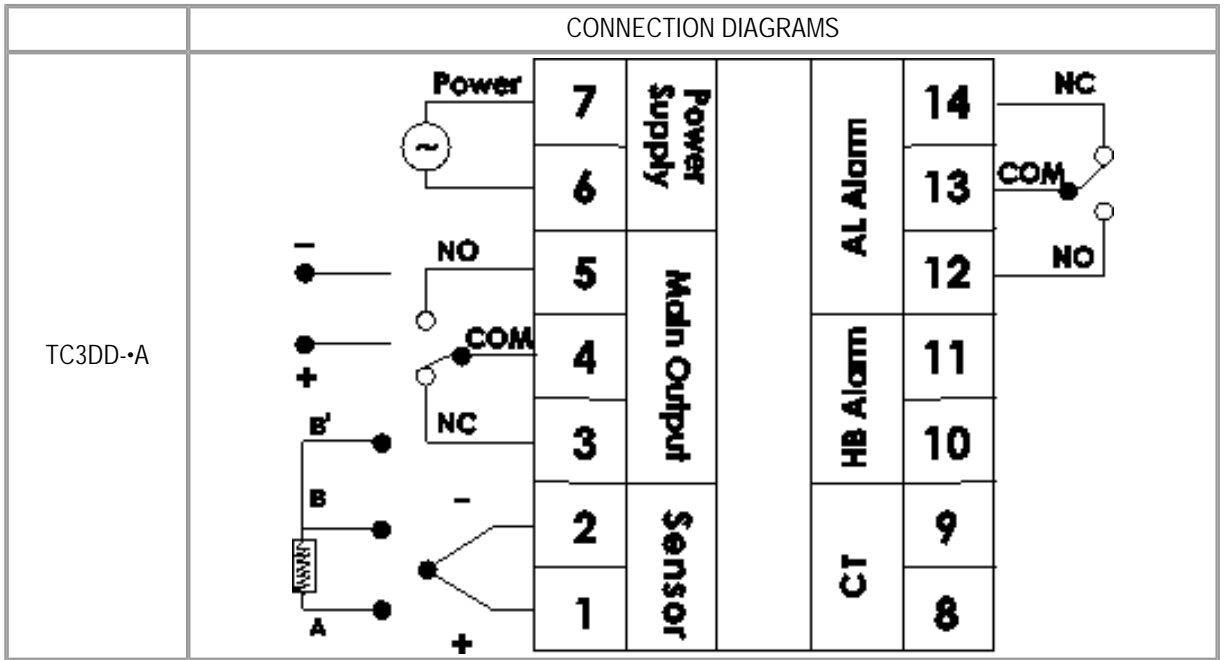 CONNECTION DIAGRAMS
TC3DD-•A
Power
7
6
Power
Supply
–
+
NO
COM
NC
5
4
3
Main Output
B'
B
A
–
+
2
1
Sensor
AL Alarm
14
13
12
NC
COM
NO
HB Alarm
11
10
CT
9
8